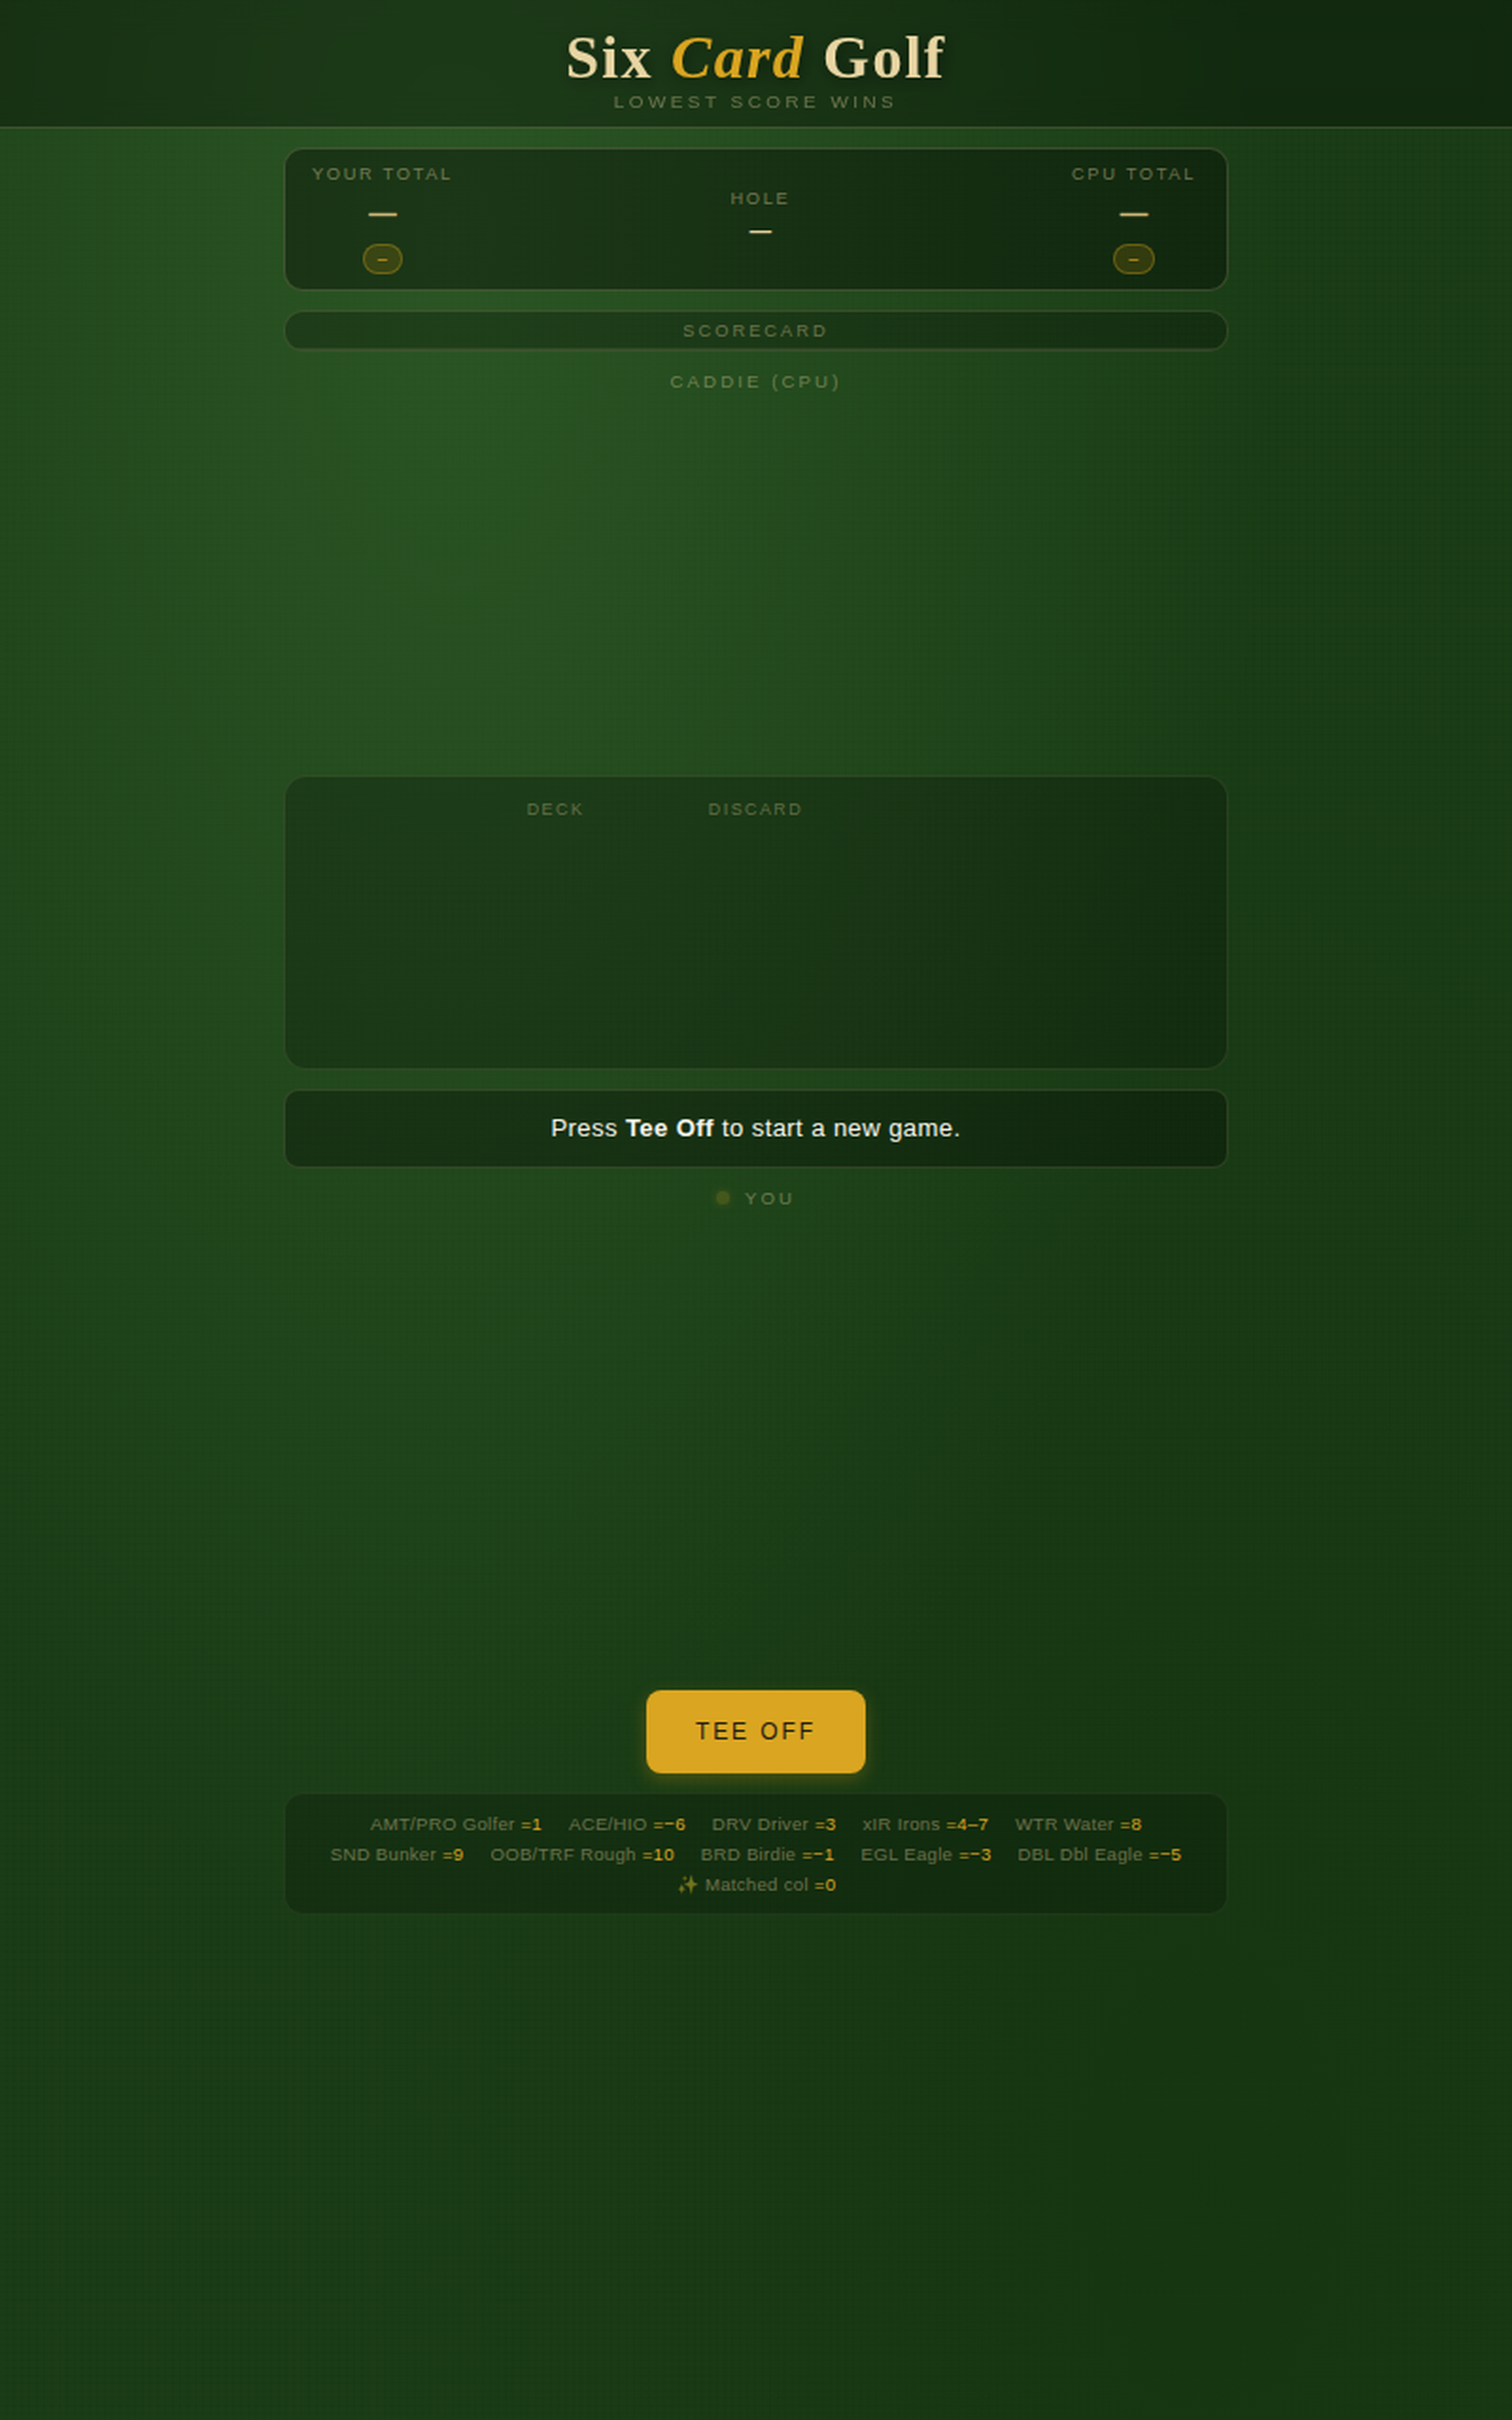 Six Card Golf
LOWEST SCORE WINS
YOUR TOTAL
—
–
HOLE
—
CPU TOTAL
—
–
SCORECARD
CADDIE (CPU)
DECK DISCARD
Press Tee Off to start a new game.
YOU
TEE OFF
AMT/PRO Golfer =1 ACE/HIO =−6 DRV Driver =3 xIR Irons =4–7 WTR Water =8
SND Bunker =9 OOB/TRF Rough =10 BRD Birdie =−1 EGL Eagle =−3 DBL Dbl Eagle =−5
✨ Matched col =0